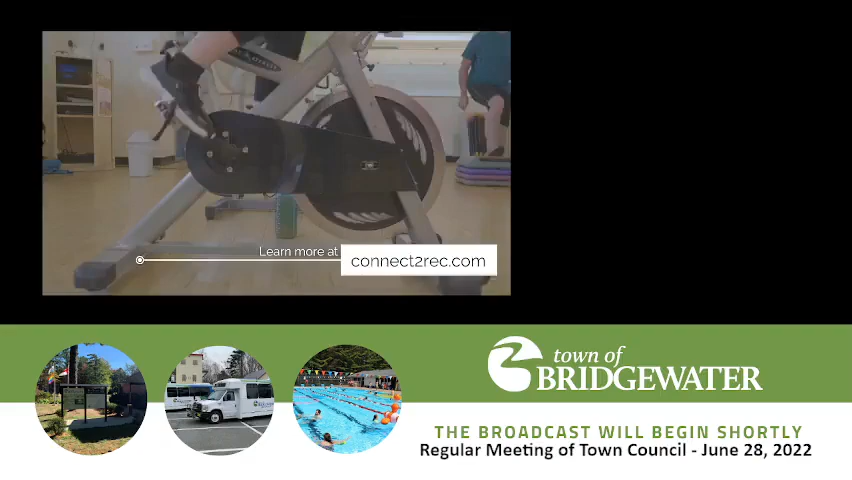 Learn more at
connect2rec.com
town of
BRIDGEWATER
THE BROADCAST WILL BEGIN SHORTLY
Regular Meeting of Town Council - June 28, 2022